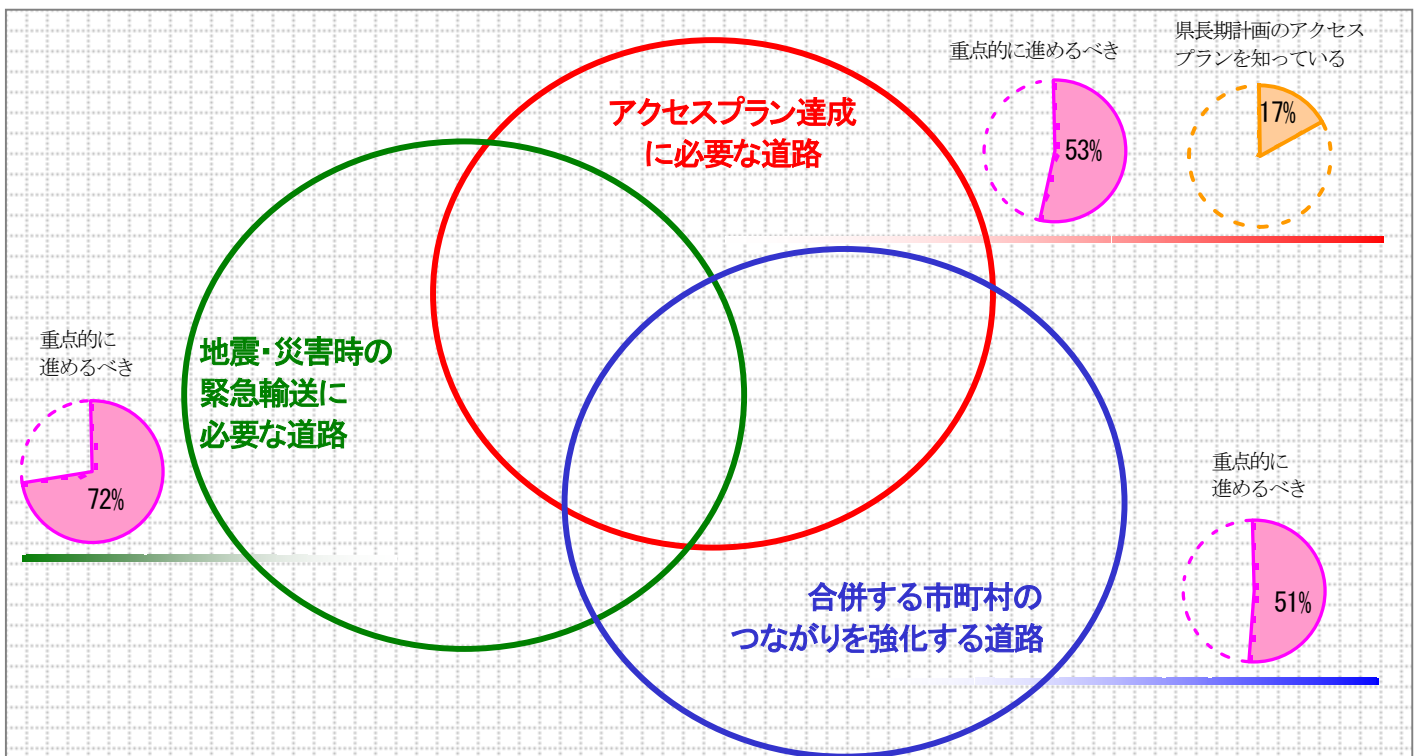 県長期計画のアクセス
プランを知っている
17%
重点的に進めるべき
53%
アクセスプラン達成
に必要な道路
地震・災害時の
緊急輸送に
必要な道路
重点的に
進めるべき
72%
重点的に
進めるべき
51%
合併する市町村の
つながりを強化する道路